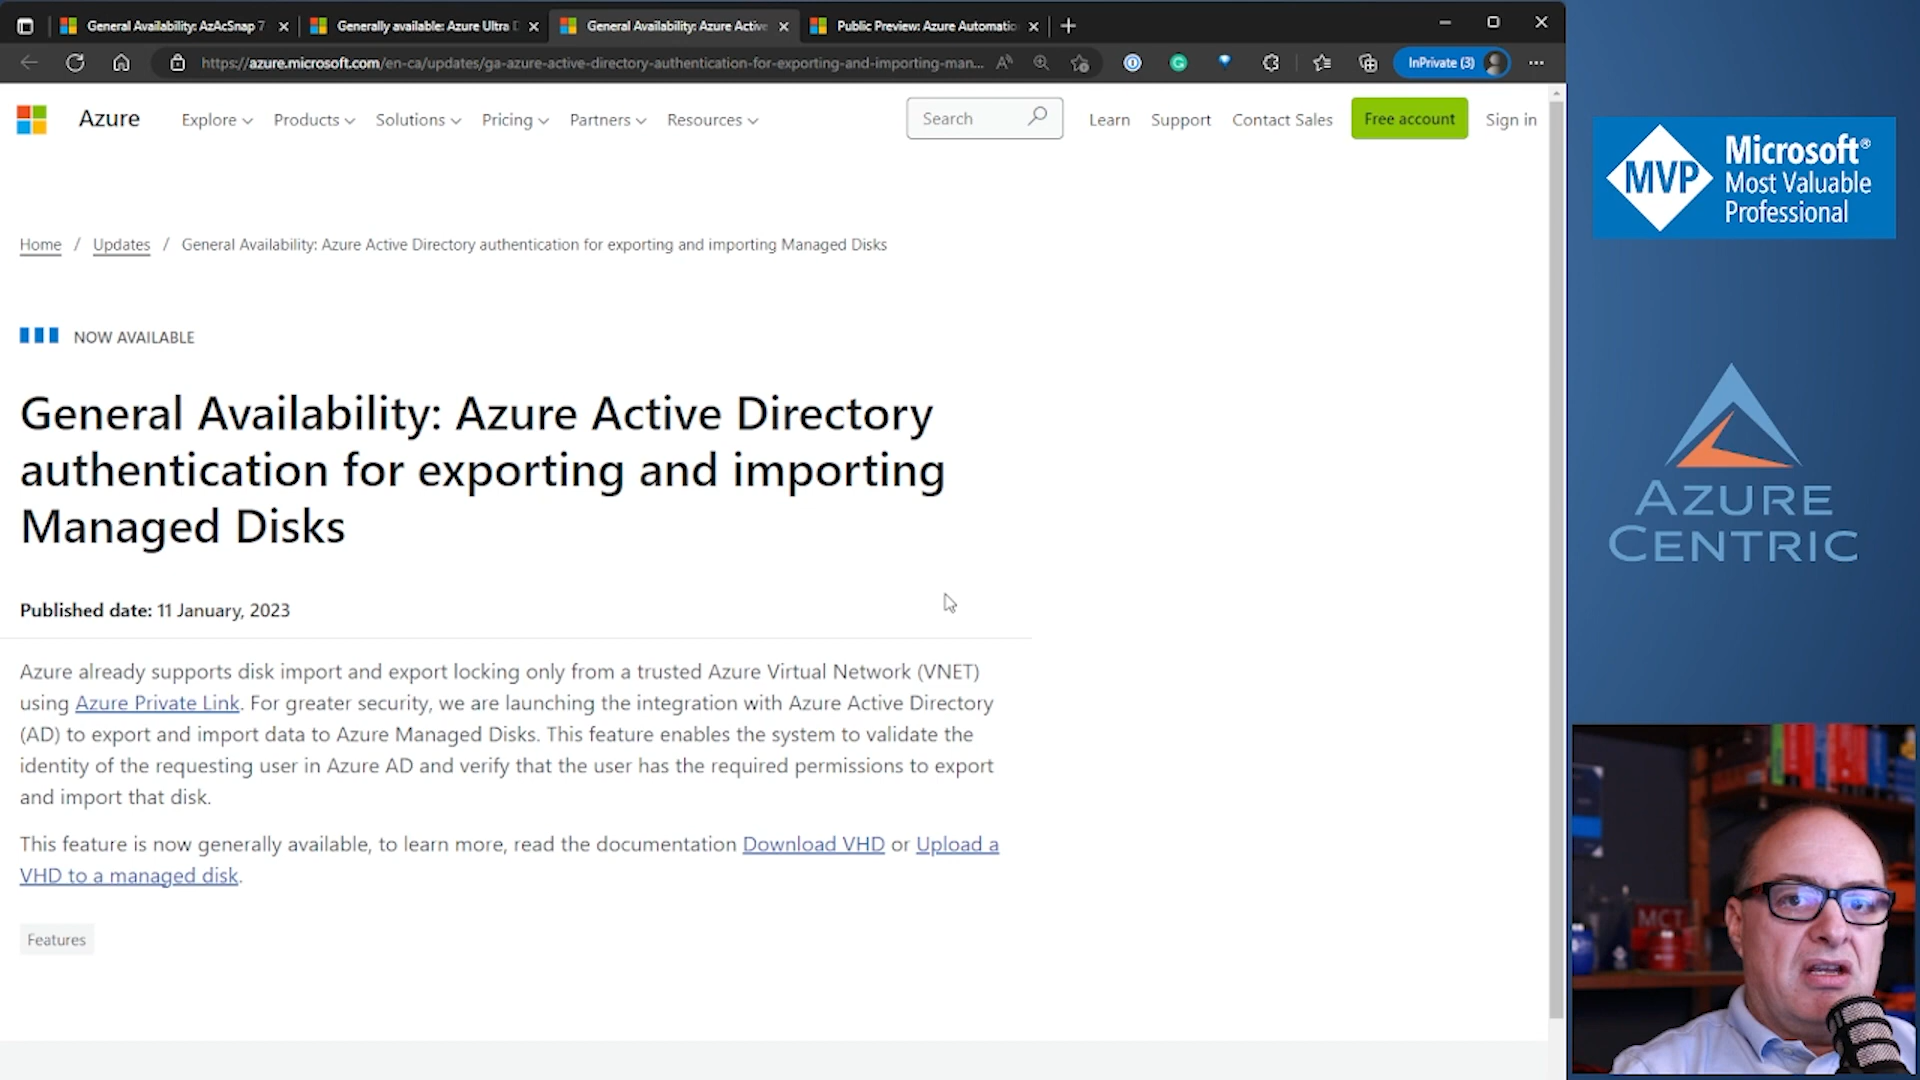 General Availability: AzAcSnap 7
Generally available: Azure Ultra D
General Availability: Azure Active
Public Preview: Azure Automatio
https://azure.microsoft.com/en-ca/updates/ga-azure-active-directory-authentication-for-exporting-and-importing-man...
InPrivate (3)
Azure
Explore
Products
Solutions
Pricing
Partners
Resources
Search
Learn
Support
Contact Sales
Free account
Sign in
Home / Updates / General Availability: Azure Active Directory authentication for exporting and importing Managed Disks
NOW AVAILABLE
General Availability: Azure Active Directory
authentication for exporting and importing
Managed Disks
Published date: 11 January, 2023
Azure already supports disk import and export locking only from a trusted Azure Virtual Network (VNET)
using Azure Private Link. For greater security, we are launching the integration with Azure Active Directory
(AD) to export and import data to Azure Managed Disks. This feature enables the system to validate the
identity of the requesting user in Azure AD and verify that the user has the required permissions to export
and import that disk.
This feature is now generally available, to learn more, read the documentation Download VHD or Upload a
VHD to a managed disk.
Features
MVP
Microsoft®
Most Valuable
Professional
AZURE
CENTRIC
MCT